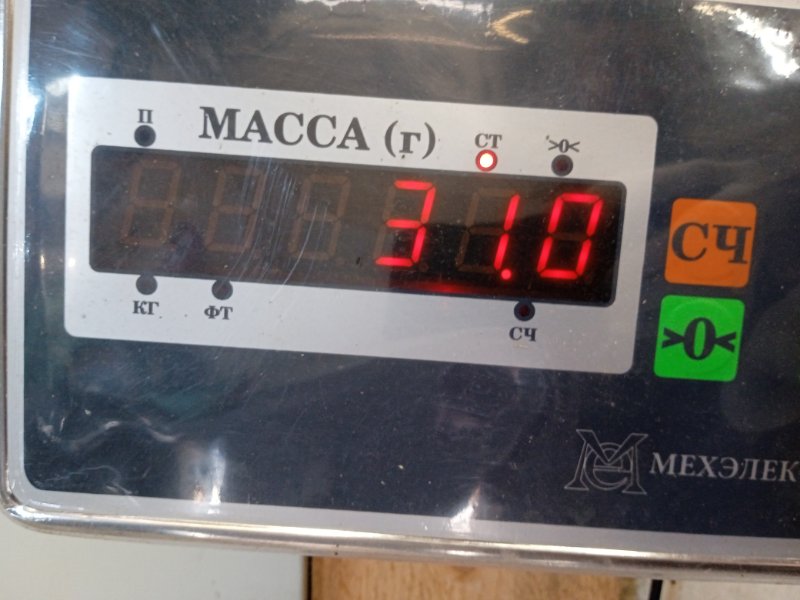 П МАССА (г) СТ >0<
31.0
КГ ФТ СЧ
СЧ
>0<
МЕХЭЛЕК